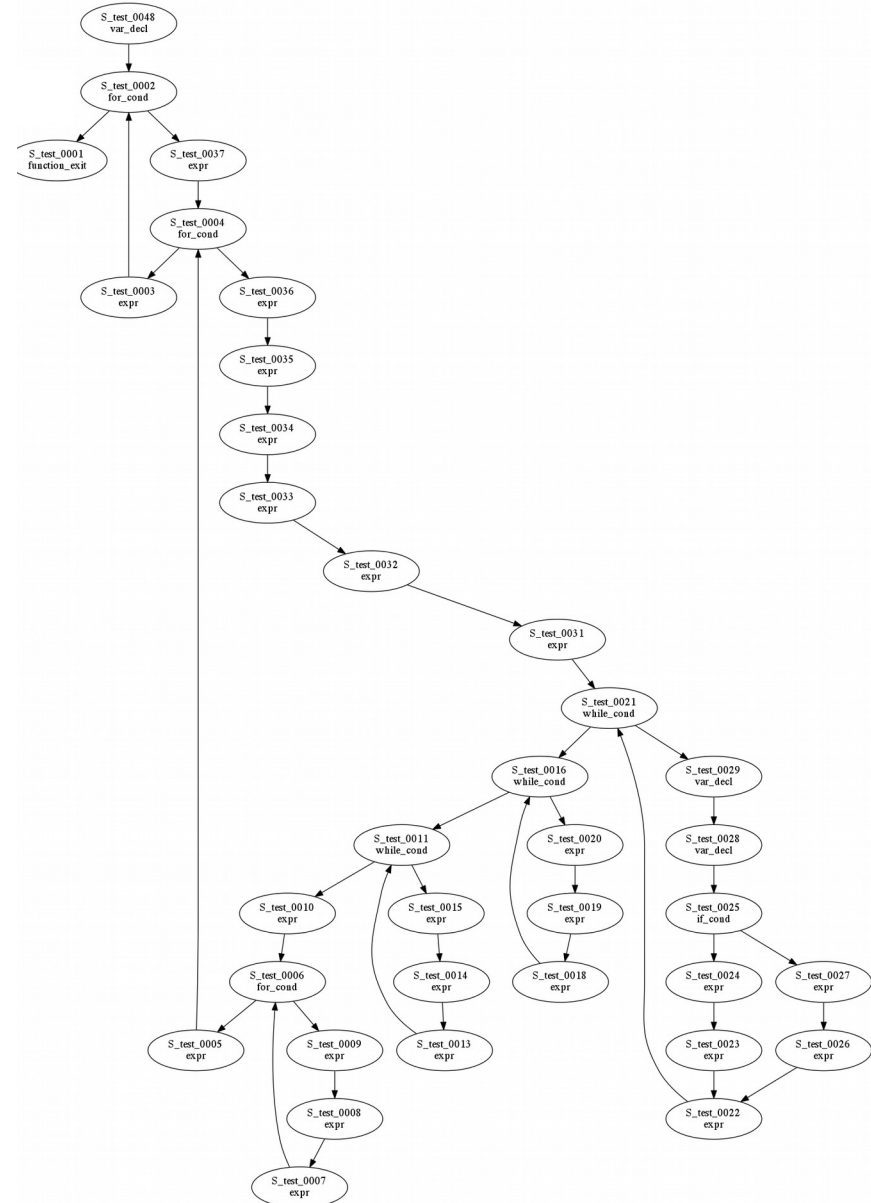 S_test_0048
var_decl
S_test_0002
for_cond
S_test_0001
function_exit
S_test_0037
expr
S_test_0004
for_cond
S_test_0003
expr
S_test_0036
expr
S_test_0035
expr
S_test_0034
expr
S_test_0033
expr
S_test_0032
expr
S_test_0031
expr
S_test_0021
while_cond
S_test_0016
while_cond
S_test_0029
var_decl
S_test_0011
while_cond
S_test_0020
expr
S_test_0028
var_decl
S_test_0010
expr
S_test_0015
expr
S_test_0019
expr
S_test_0025
if_cond
S_test_0006
for_cond
S_test_0014
expr
S_test_0018
expr
S_test_0024
expr
S_test_0027
expr
S_test_0005
expr
S_test_0009
expr
S_test_0013
expr
S_test_0023
expr
S_test_0026
expr
S_test_0008
expr
S_test_0022
expr
S_test_0007
expr